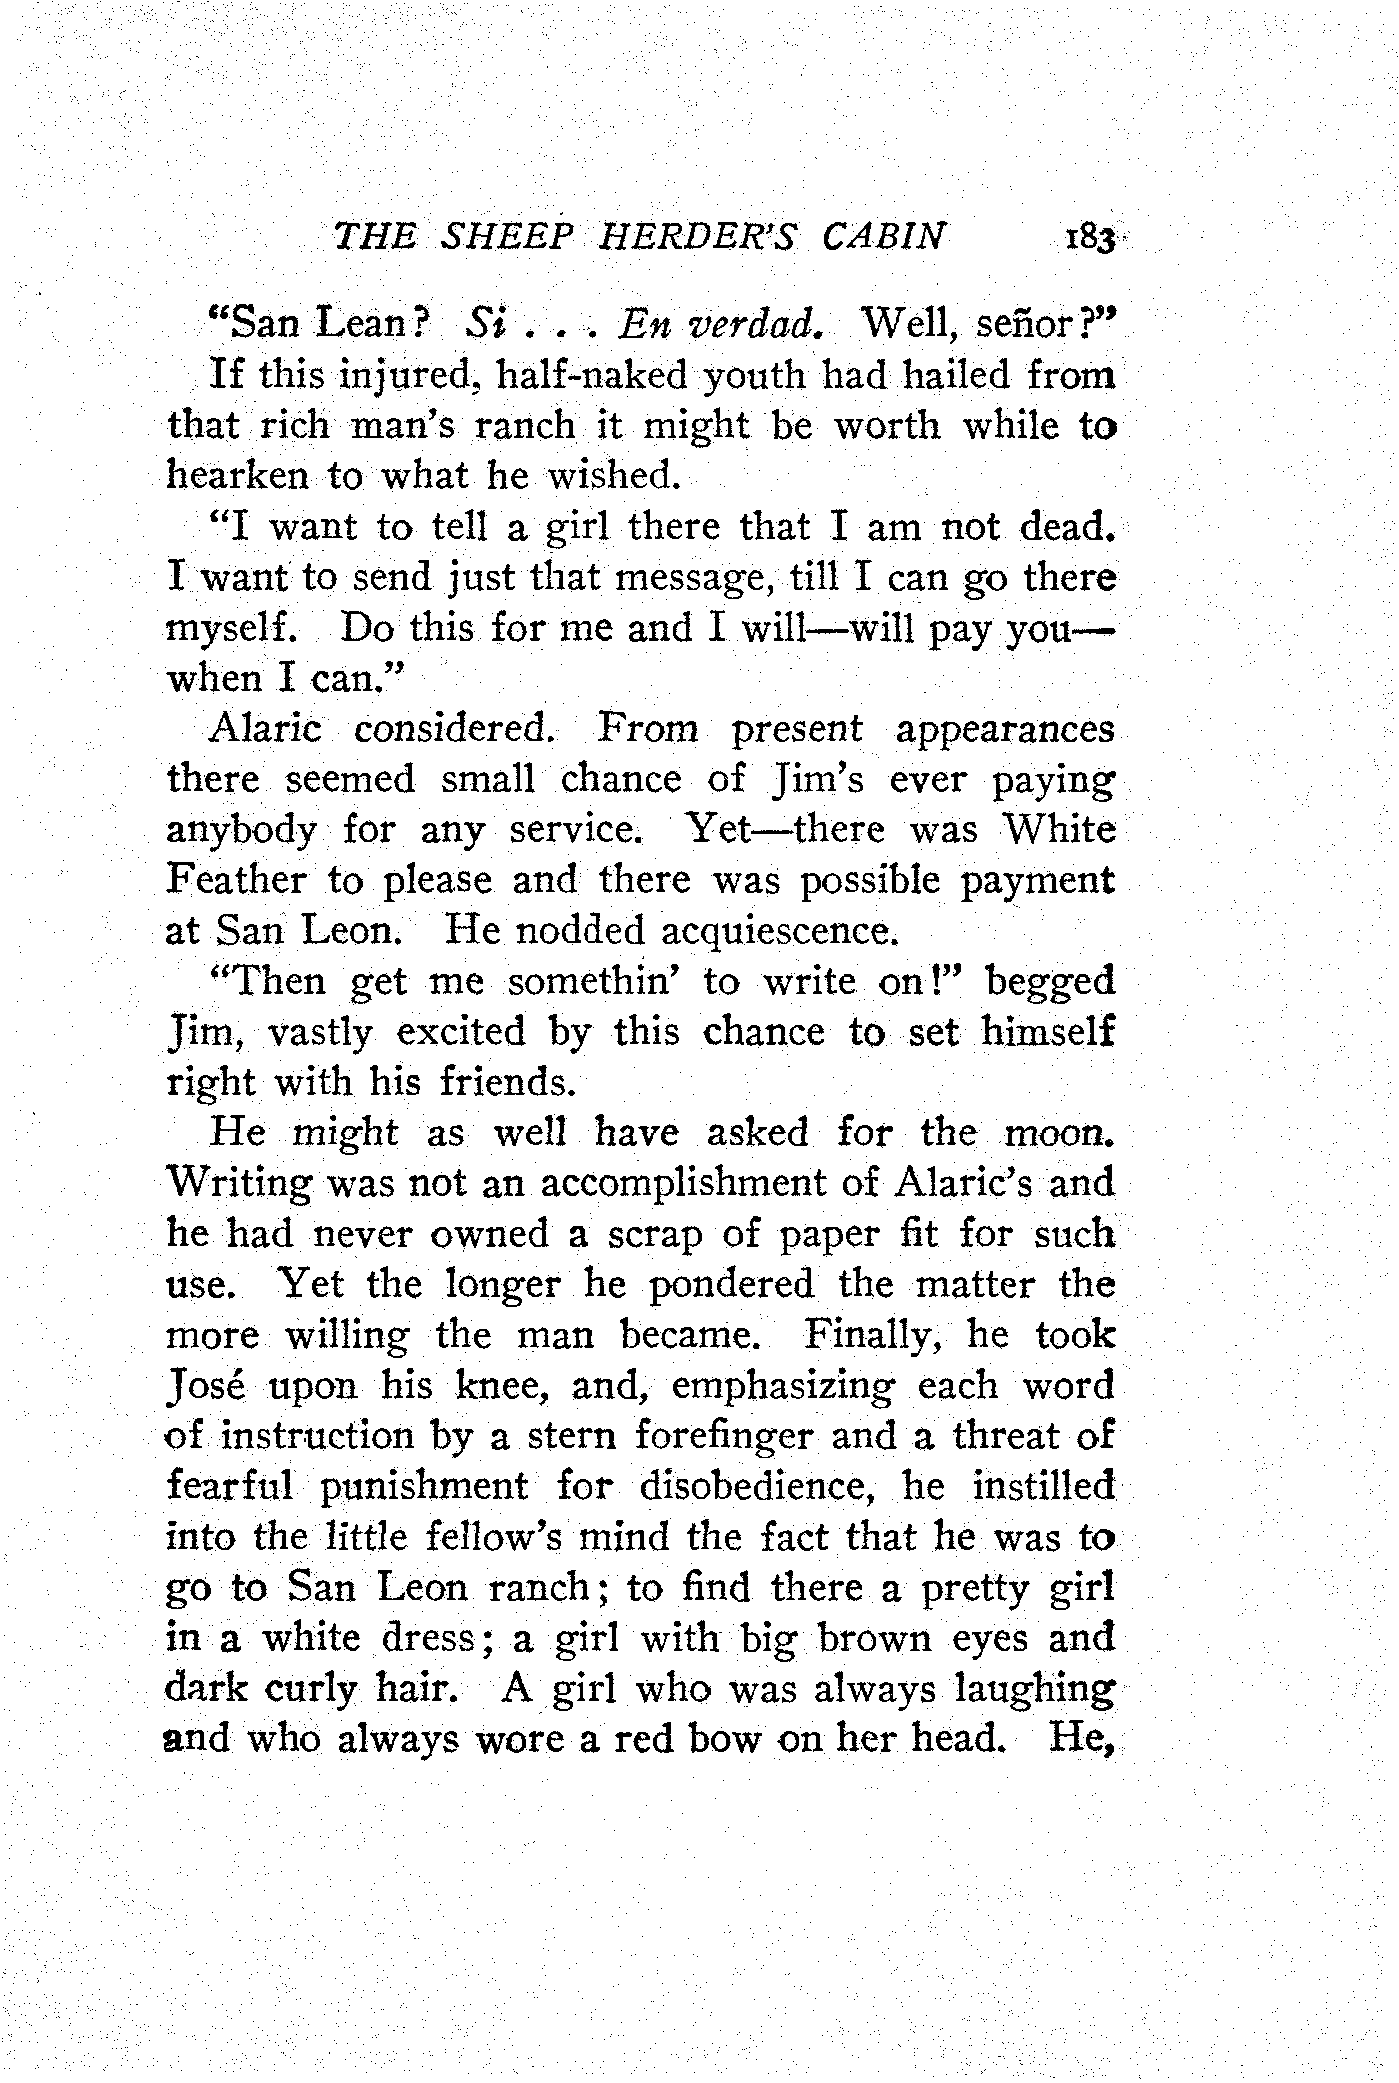 THE SHEEP HERDER'S CABIN 183
“San Lean? Si . . . En verdad. Well, señor?”
If this injured, half-naked youth had hailed from
that rich man’s ranch it might be worth while to
hearken to what he wished.
“I want to tell a girl there that I am not dead.
I want to send just that message, till I can go there
myself. Do this for me and I will—will pay you—
when I can.”
Alaric considered. From present appearances
there seemed small chance of Jim’s ever paying
anybody for any service. Yet—there was White
Feather to please and there was possible payment
at San Leon. He nodded acquiescence.
“Then get me somethin’ to write on!” begged
Jim, vastly excited by this chance to set himself
right with his friends.
He might as well have asked for the moon.
Writing was not an accomplishment of Alaric’s and
he had never owned a scrap of paper fit for such
use. Yet the longer he pondered the matter the
more willing the man became. Finally, he took
José upon his knee, and, emphasizing each word
of instruction by a stern forefinger and a threat of
fearful punishment for disobedience, he instilled
into the little fellow’s mind the fact that he was to
go to San Leon ranch; to find there a pretty girl
in a white dress; a girl with big brown eyes and
dark curly hair. A girl who was always laughing
and who always wore a red bow on her head. He,